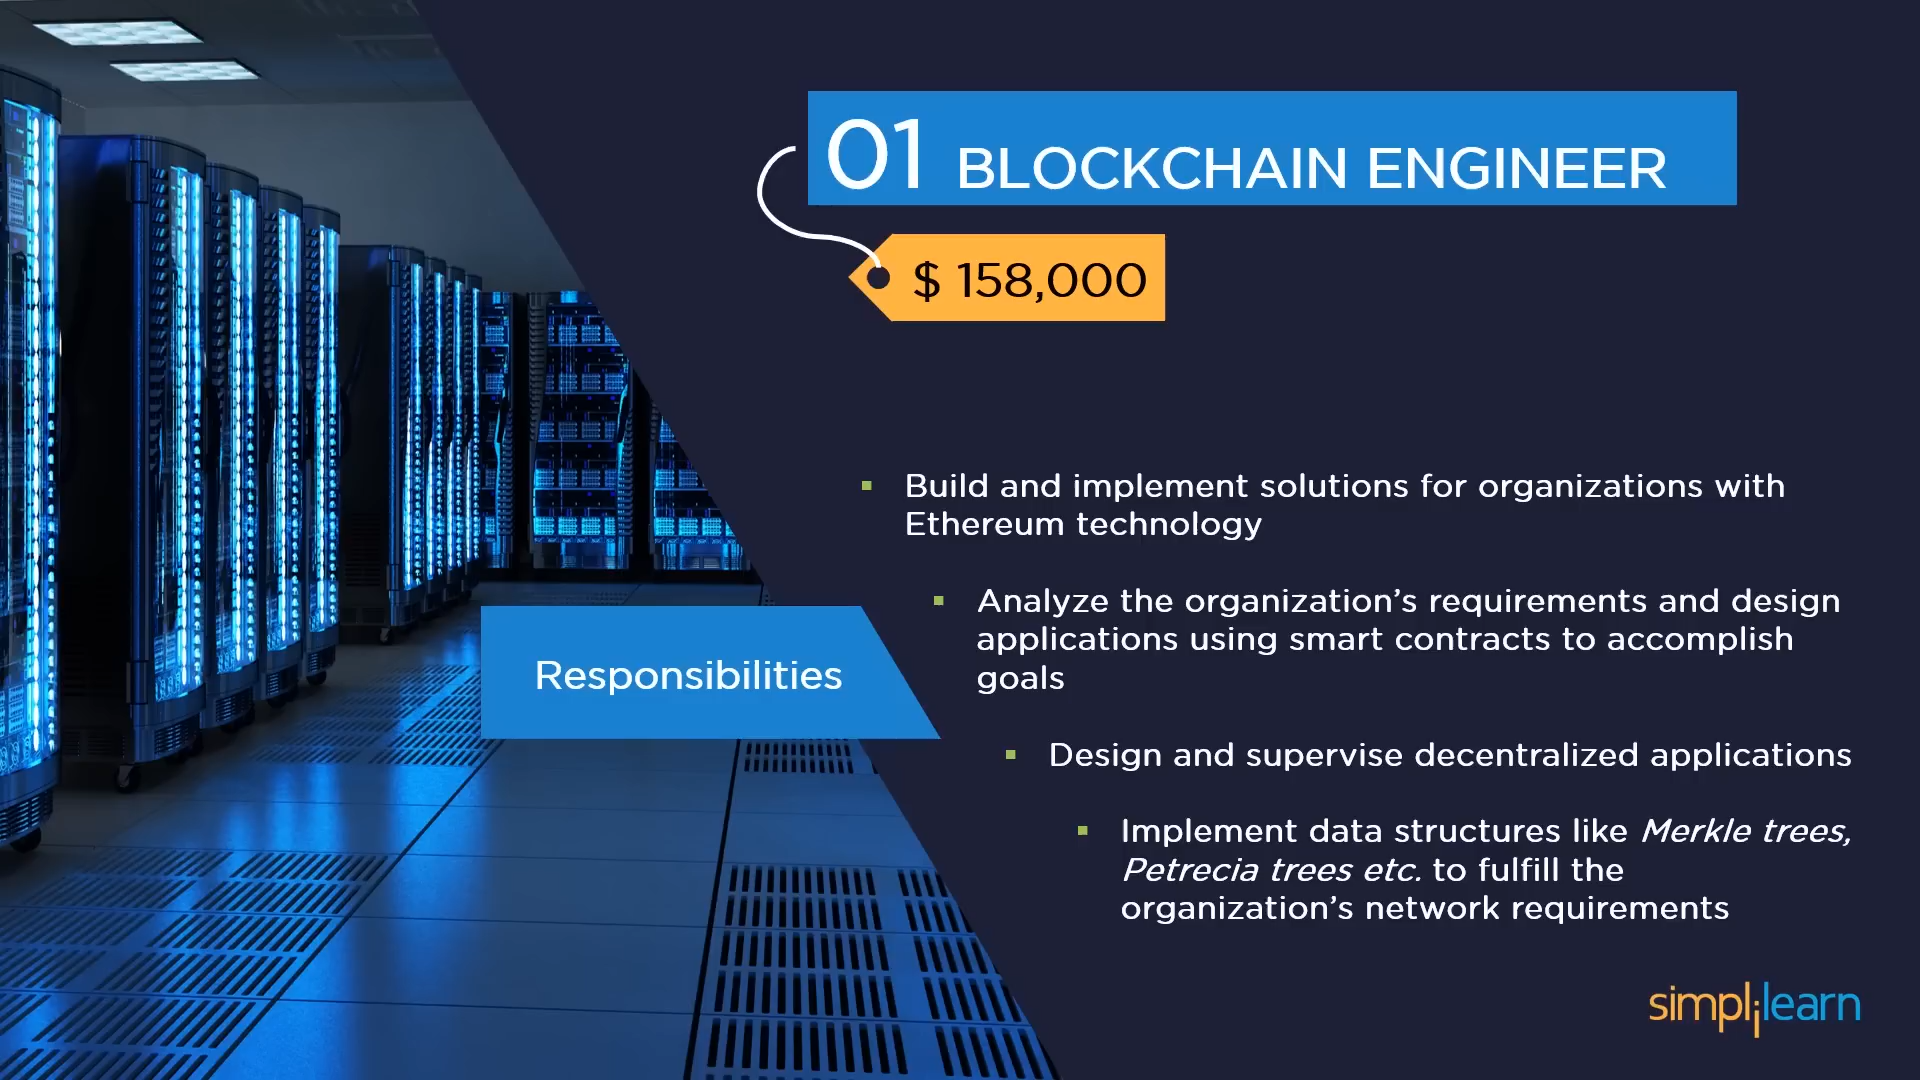 01 BLOCKCHAIN ENGINEER
$ 158,000
Responsibilities
Build and implement solutions for organizations with
Ethereum technology
Analyze the organization’s requirements and design
applications using smart contracts to accomplish
goals
Design and supervise decentralized applications
Implement data structures like Merkle trees,
Petrecia trees etc. to fulfill the
organization’s network requirements
simplilearn